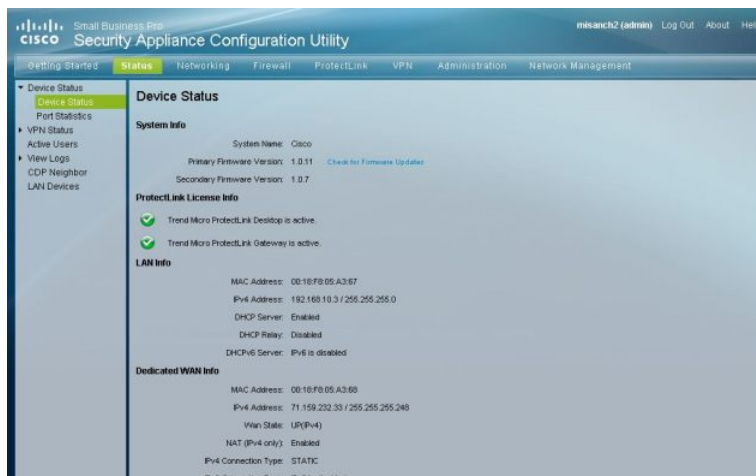 Small Business Pro
CISCO Security Appliance Configuration Utility
misanch2 (admin) Log Out About Hel
Getting Started Status Networking Firewall ProtectLink VPN Administration Network Management
Device Status
Device Status
Port Statistics
VPN Status
Active Users
View Logs
CDP Neighbor
LAN Devices
Device Status
System Info
System Name: Cisco
Primary Firmware Version: 1.0.11 Check for Firmware Updates
Secondary Firmware Version: 1.0.7
ProtectLink License Info
Trend Micro ProtectLink Desktop is active.
Trend Micro ProtectLink Gateway is active.
LAN Info
MAC Address: 00:18:F8:05:A3:67
IPv4 Address: 192.168.10.3 / 255.255.255.0
DHCP Server: Enabled
DHCP Relay: Disabled
DHCPv6 Server: IPv6 is disabled
Dedicated WAN Info
MAC Address: 00:18:F8:05:A3:68
IPv4 Address: 71.159.232.33 / 255.255.255.248
Wan State: UP(IPv4)
NAT (IPv4 only): Enabled
IPv4 Connection Type: STATIC